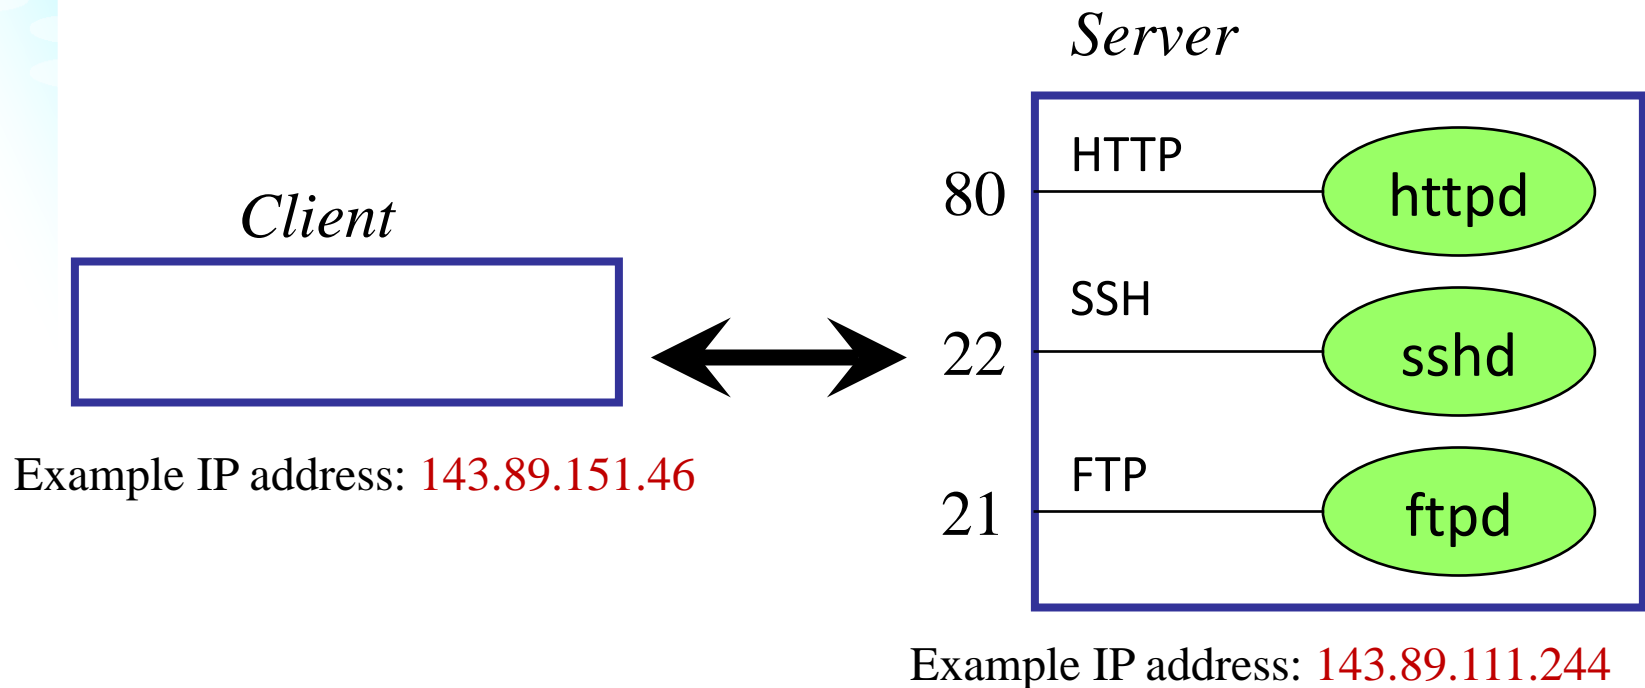 Server
HTTP
80
httpd
Client
SSH
22
sshd
Example IP address: 143.89.151.46
FTP
21
ftpd
Example IP address: 143.89.111.244